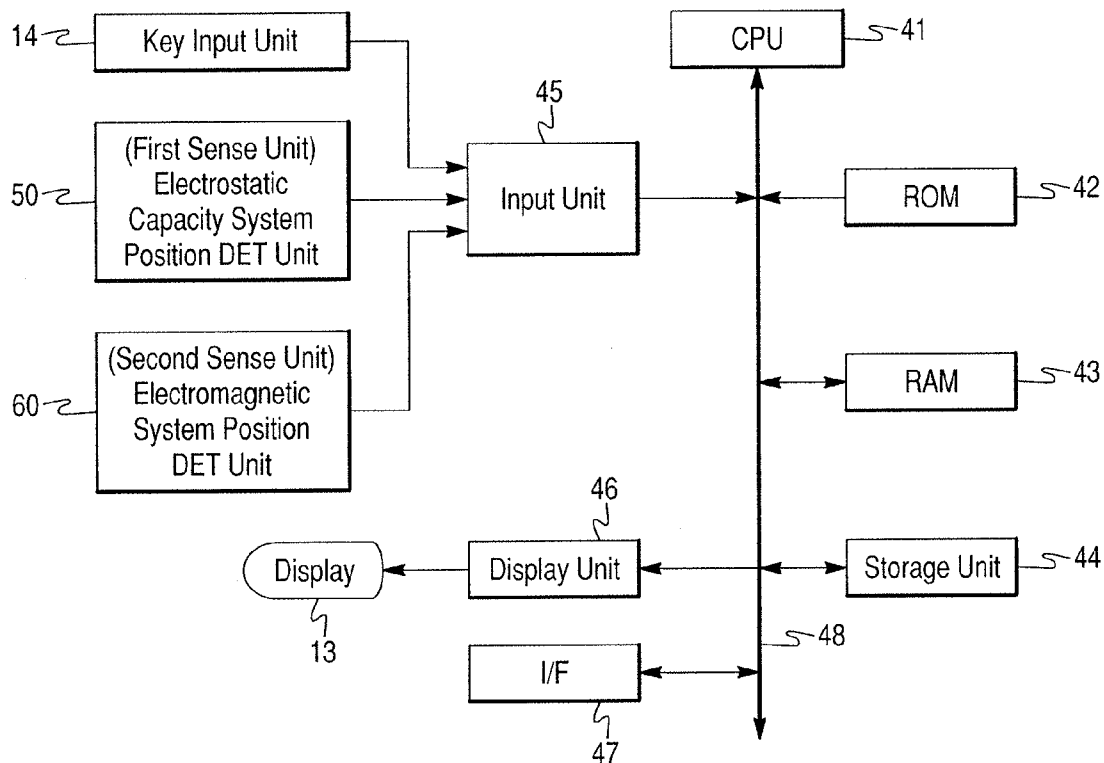 14
Key Input Unit
CPU
41
45
(First Sense Unit)
Electrostatic
Capacity System
Position DET Unit
50
Input Unit
ROM
42
(Second Sense Unit)
Electromagnetic
System Position
DET Unit
60
RAM
43
46
Display
13
Display Unit
Storage Unit
44
48
I/F
47